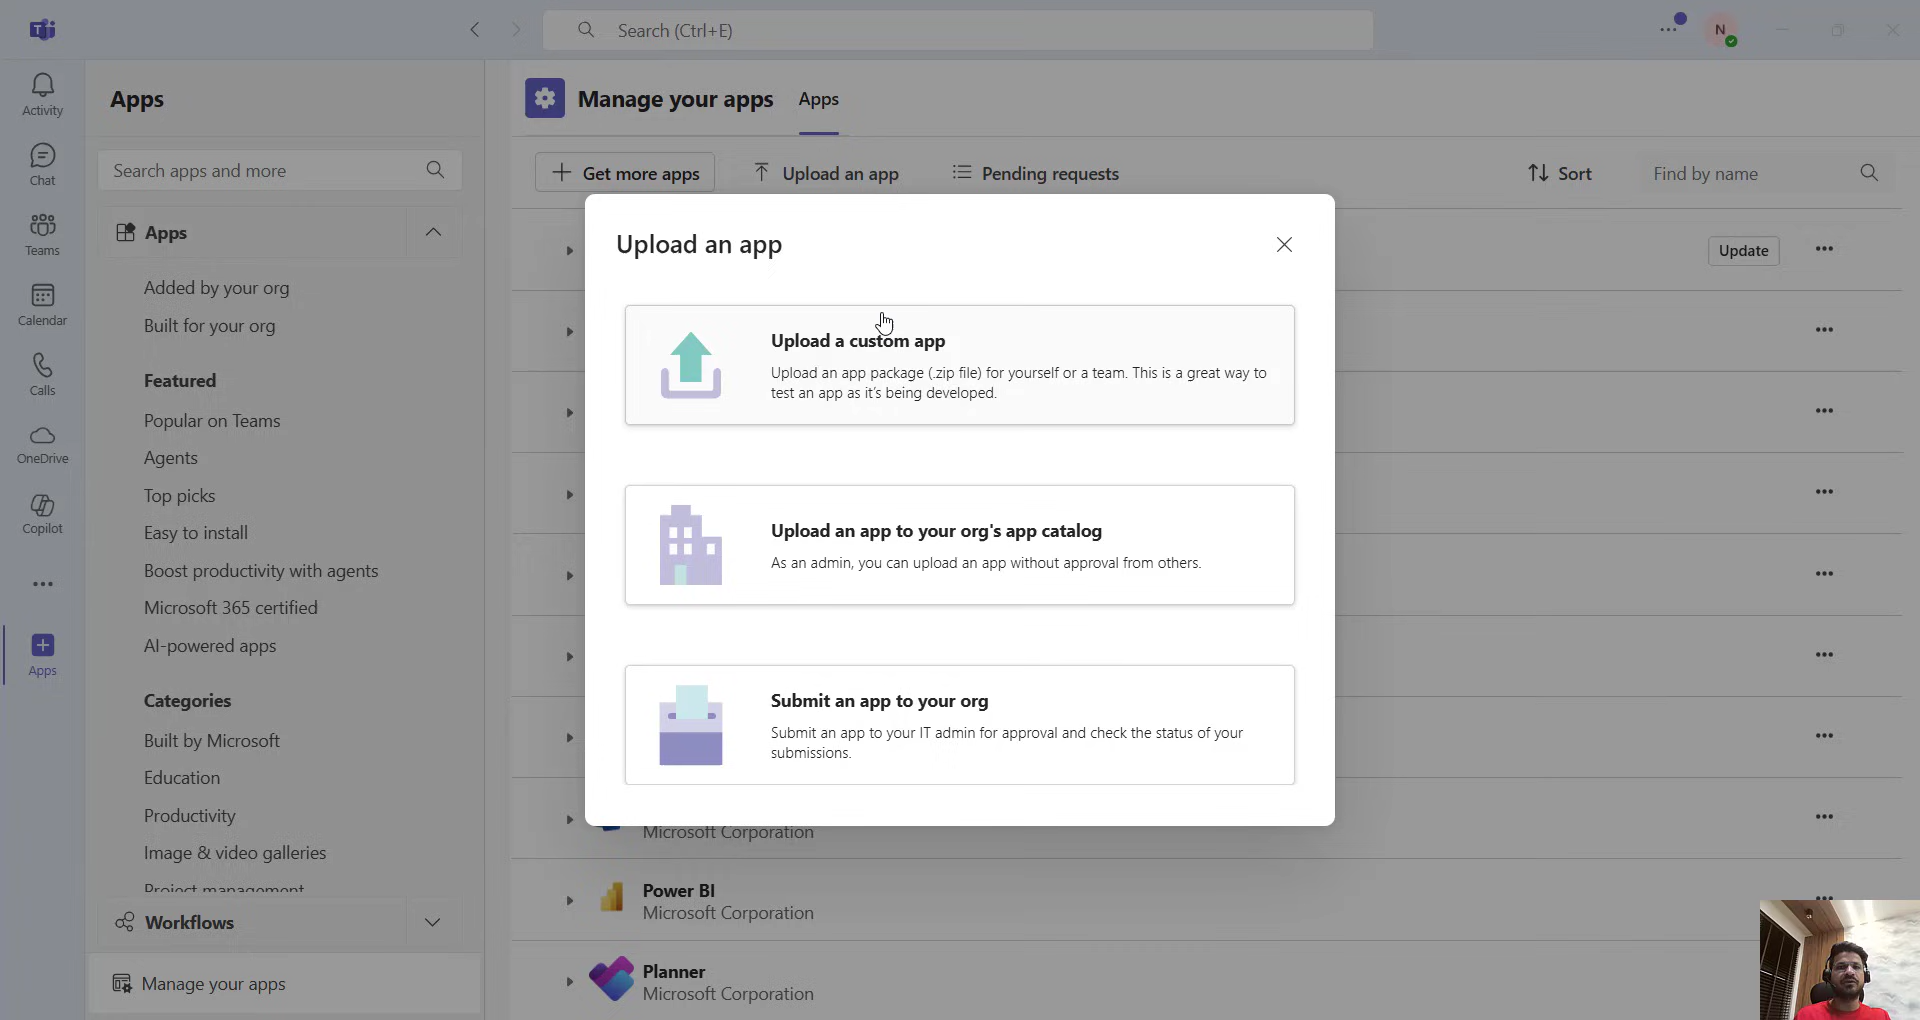 Search (Ctrl+E)
N
Activity
Chat
Teams
Calendar
Calls
OneDrive
Copilot
Apps
Apps
Search apps and more
Apps
Added by your org
Built for your org
Featured
Popular on Teams
Agents
Top picks
Easy to install
Boost productivity with agents
Microsoft 365 certified
AI-powered apps
Categories
Built by Microsoft
Education
Productivity
Image & video galleries
Project management
Workflows
Manage your apps
Manage your apps Apps
Get more apps Upload an app Pending requests Sort Find by name
Update
Upload an app
Upload a custom app
Upload an app package (.zip file) for yourself or a team. This is a great way to
test an app as it's being developed.
Upload an app to your org's app catalog
As an admin, you can upload an app without approval from others.
Submit an app to your org
Submit an app to your IT admin for approval and check the status of your
submissions.
Microsoft Corporation
Power BI
Microsoft Corporation
Planner
Microsoft Corporation